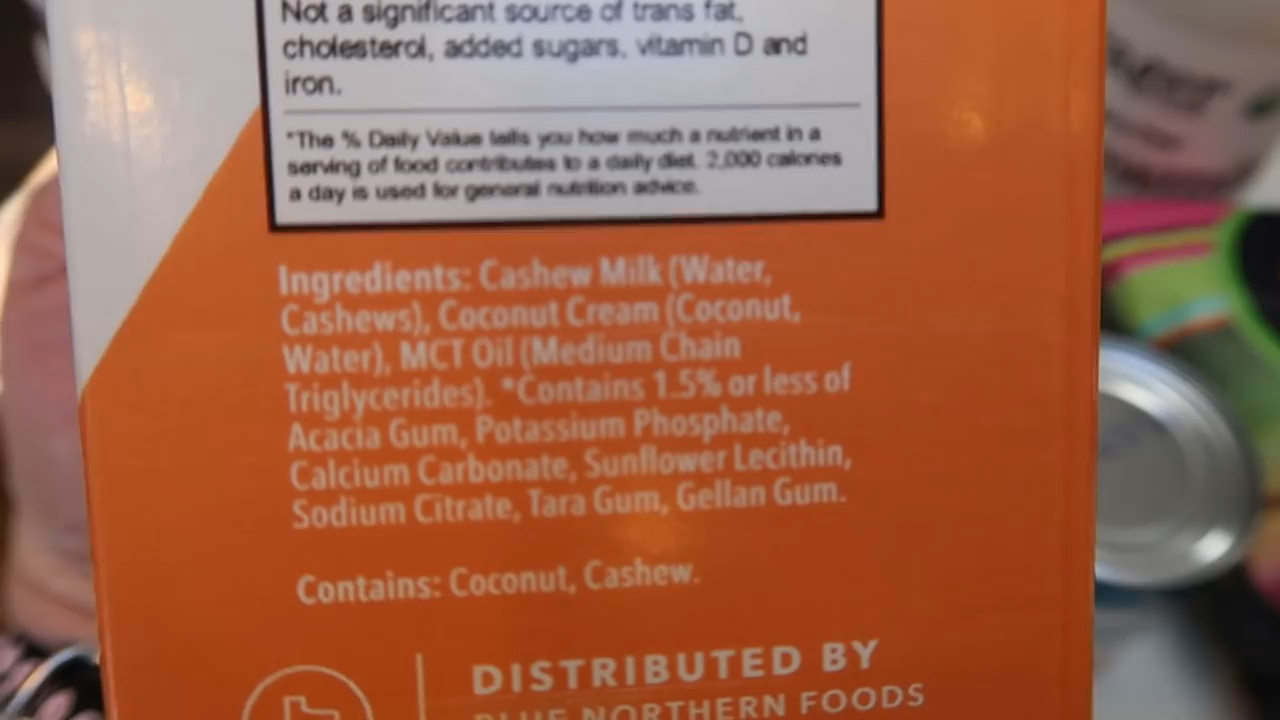 Not a significant source of trans fat,
cholesterol, added sugars, vitamin D and
iron.
*The % Daily Value tells you how much a nutrient in a
serving of food contributes to a daily diet. 2,000 calories
a day is used for general nutrition advice.
Ingredients: Cashew Milk (Water,
Cashews), Coconut Cream (Coconut,
Water), MCT Oil (Medium Chain
Triglycerides). *Contains 1.5% or less of
Acacia Gum, Potassium Phosphate,
Calcium Carbonate, Sunflower Lecithin,
Sodium Citrate, Tara Gum, Gellan Gum.
Contains: Coconut, Cashew.
DISTRIBUTED BY
NORTHERN FOODS